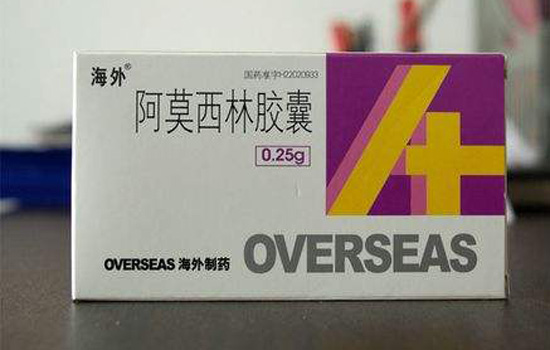 海外®
国药准字H22020933
阿莫西林胶囊
0.25g
OVERSEAS 海外制药
OVERSEAS